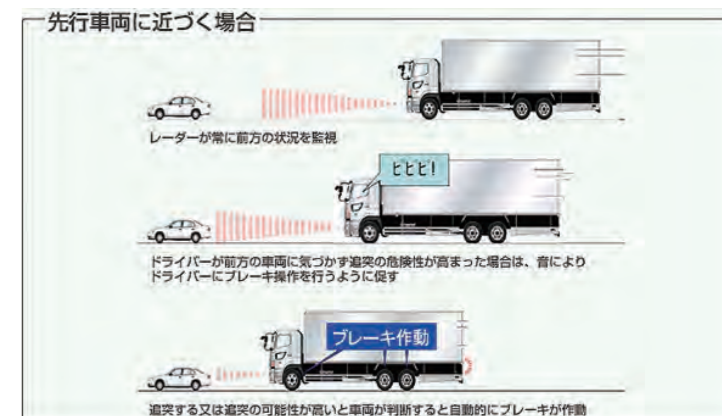 先行車両に近づく場合
レーダーが常に前方の状況を監視
ピピピ!
ドライバーが前方の車両に気づかず追突の危険性が高まった場合は、音により
ドライバーにブレーキ操作を行うように促す
ブレーキ作動
追突する又は追突の可能性が高いと車両が判断すると自動的にブレーキが作動